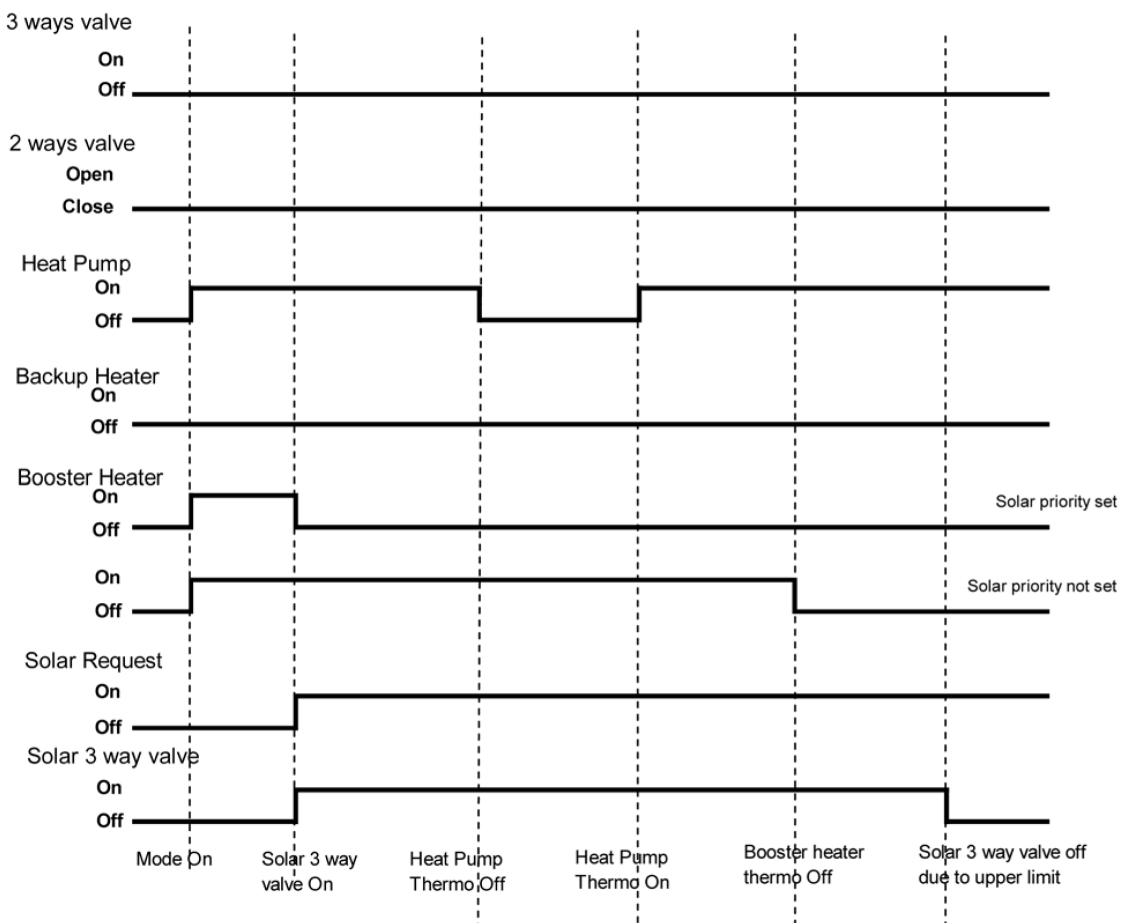 3 ways valve
On
Off
2 ways valve
Open
Close
Heat Pump
On
Off
Backup Heater
On
Off
Booster Heater
On
Off
Solar priority set
On
Off
Solar priority not set
Solar Request
On
Off
Solar 3 way valve
On
Off
Mode On
Solar 3 way
valve On
Heat Pump
Thermo Off
Heat Pump
Thermo On
Booster heater
thermo Off
Solar 3 way valve off
due to upper limit